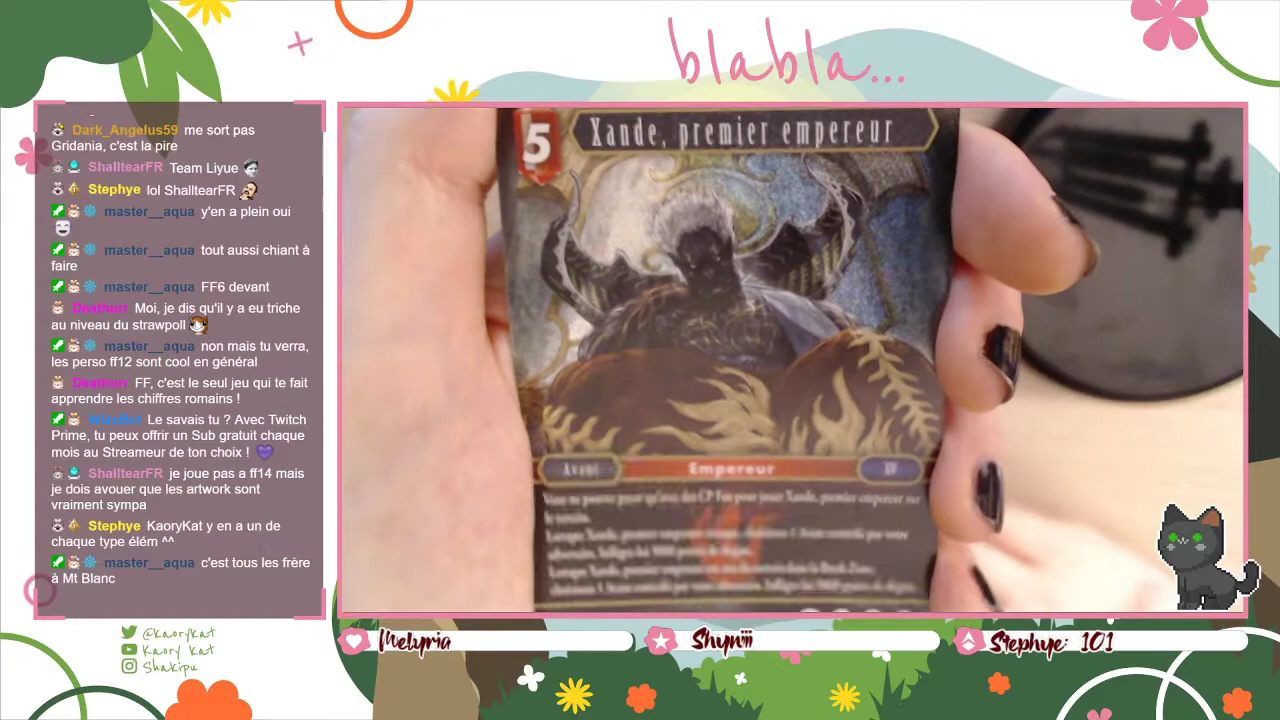 blabla...
Dark_Angelus59 me sort pas
Gridania, c'est la pire
ShalltearFR Team Liyue
Stephye lol ShalltearFR
master__aqua y'en a plein oui
master__aqua tout aussi chiant à
faire
master__aqua FF6 devant
Deathurr Moi, je dis qu'il y a eu triche
au niveau du strawpoll
master__aqua non mais tu verra,
les perso ff12 sont cool en général
Deathurr FF, c'est le seul jeu qui te fait
apprendre les chiffres romains !
Le savais tu ? Avec Twitch
Prime, tu peux offrir un Sub gratuit chaque
mois au Streameur de ton choix !
ShalltearFR je joue pas a ff14 mais
je dois avouer que les artwork sont
vraiment sympa
Stephye KaoryKat y en a un de
chaque type élém ^^
master__aqua c'est tous les frère
à Mt Blanc
@kaorykat
Kaory kat
Shakipu
5
Xande, premier empereur
Avant
Empereur
XIV
Melyria
Shyniii
Stephye: 101